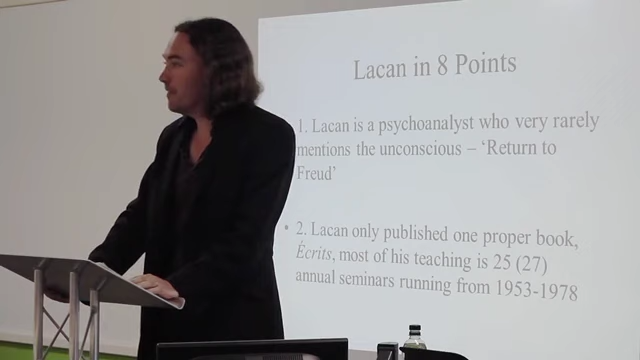 Lacan in 8 Points
1. Lacan is a psychoanalyst who very rarely
mentions the unconscious – ‘Return to
Freud’
▪ 2. Lacan only published one proper book,
Écrits, most of his teaching is 25 (27)
annual seminars running from 1953-1978